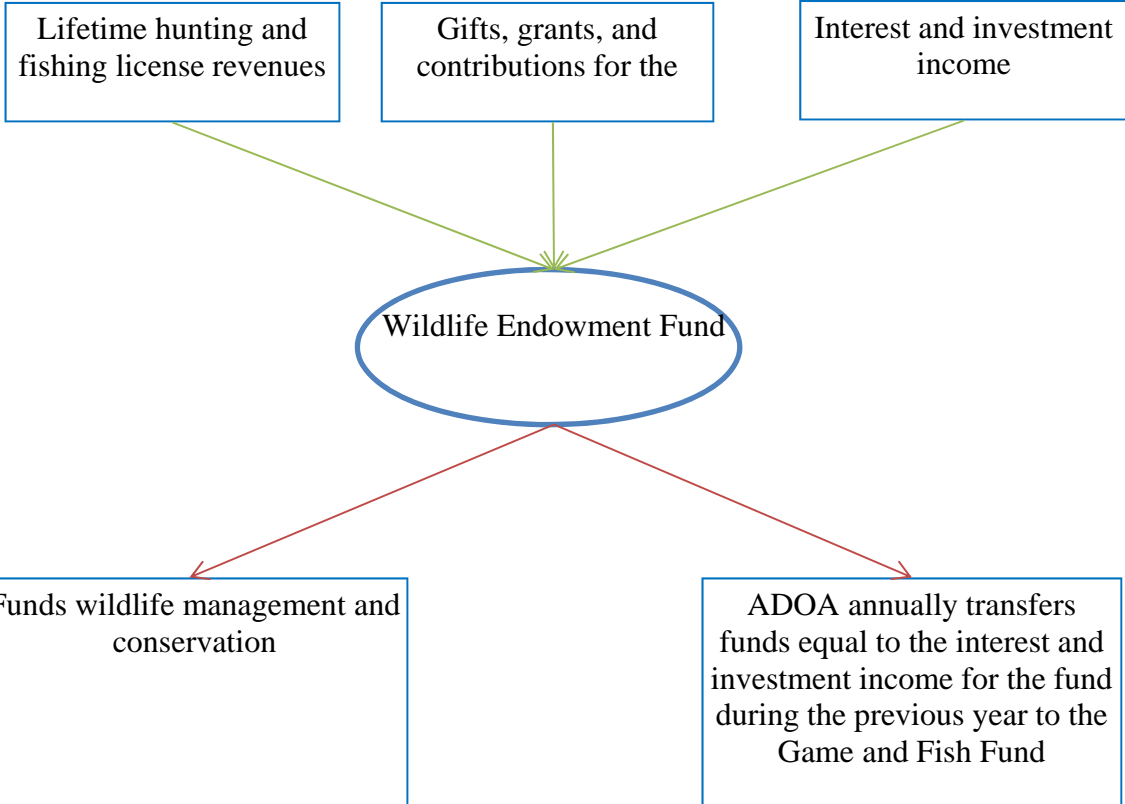 Lifetime hunting and
fishing license revenues
Gifts, grants, and
contributions for the
Interest and investment
income
Wildlife Endowment Fund
Funds wildlife management and
conservation
ADOA annually transfers
funds equal to the interest and
investment income for the fund
during the previous year to the
Game and Fish Fund